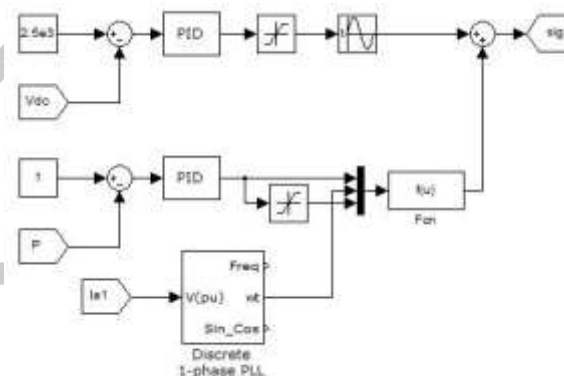 2.5e3
PID
sig
Vdc
1
PID
f(u)
Fcn
P
Ia1
Freq
V(pu)
wt
Sin_Cos
Discrete
1-phase PLL